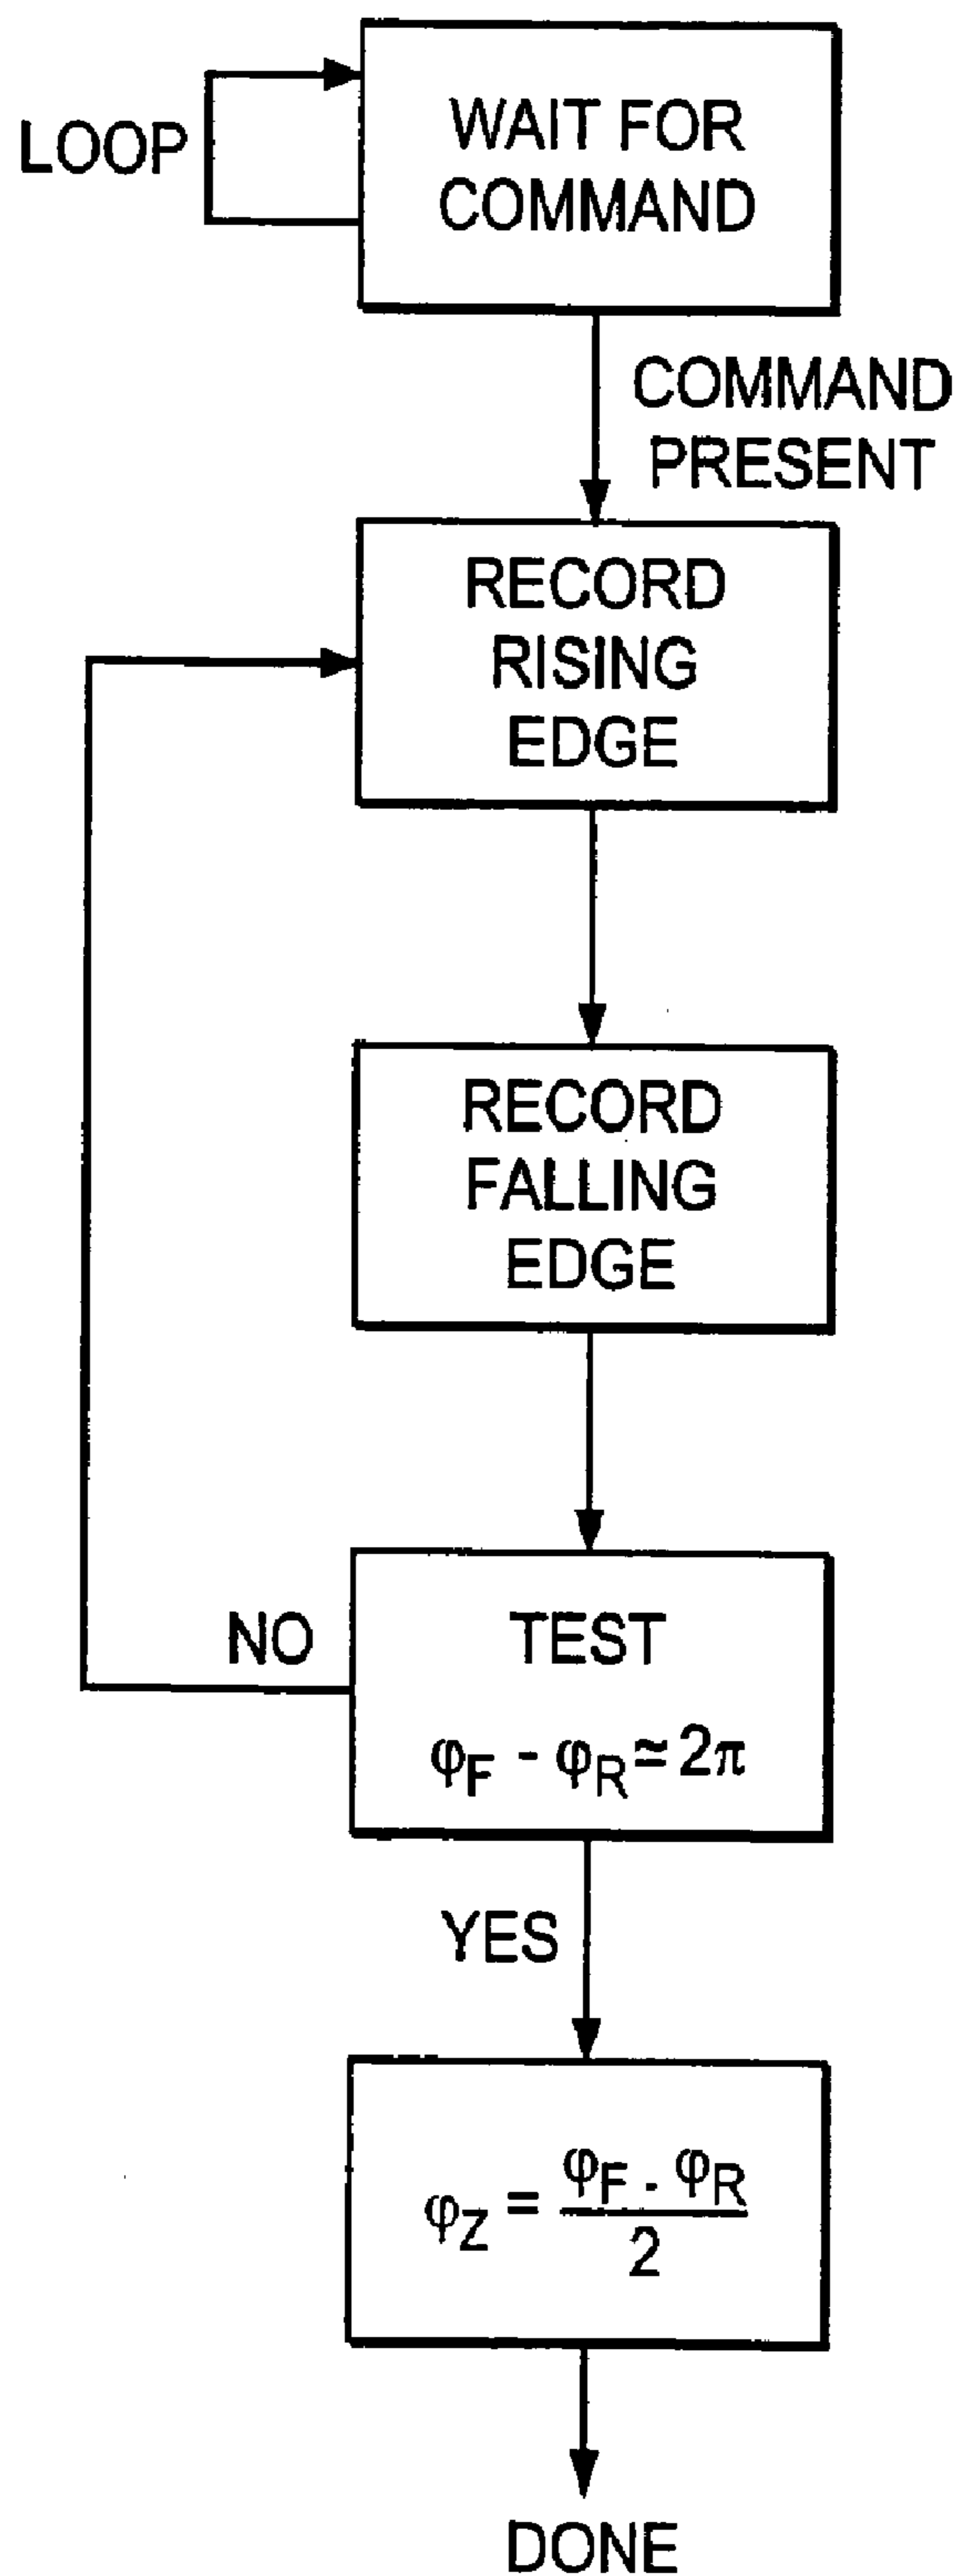 LOOP
WAIT FOR
COMMAND
COMMAND
PRESENT
RECORD
RISING
EDGE
RECORD
FALLING
EDGE
NO
TEST
φF - φR ≃ 2π
YES
φZ = φF - φR / 2
DONE